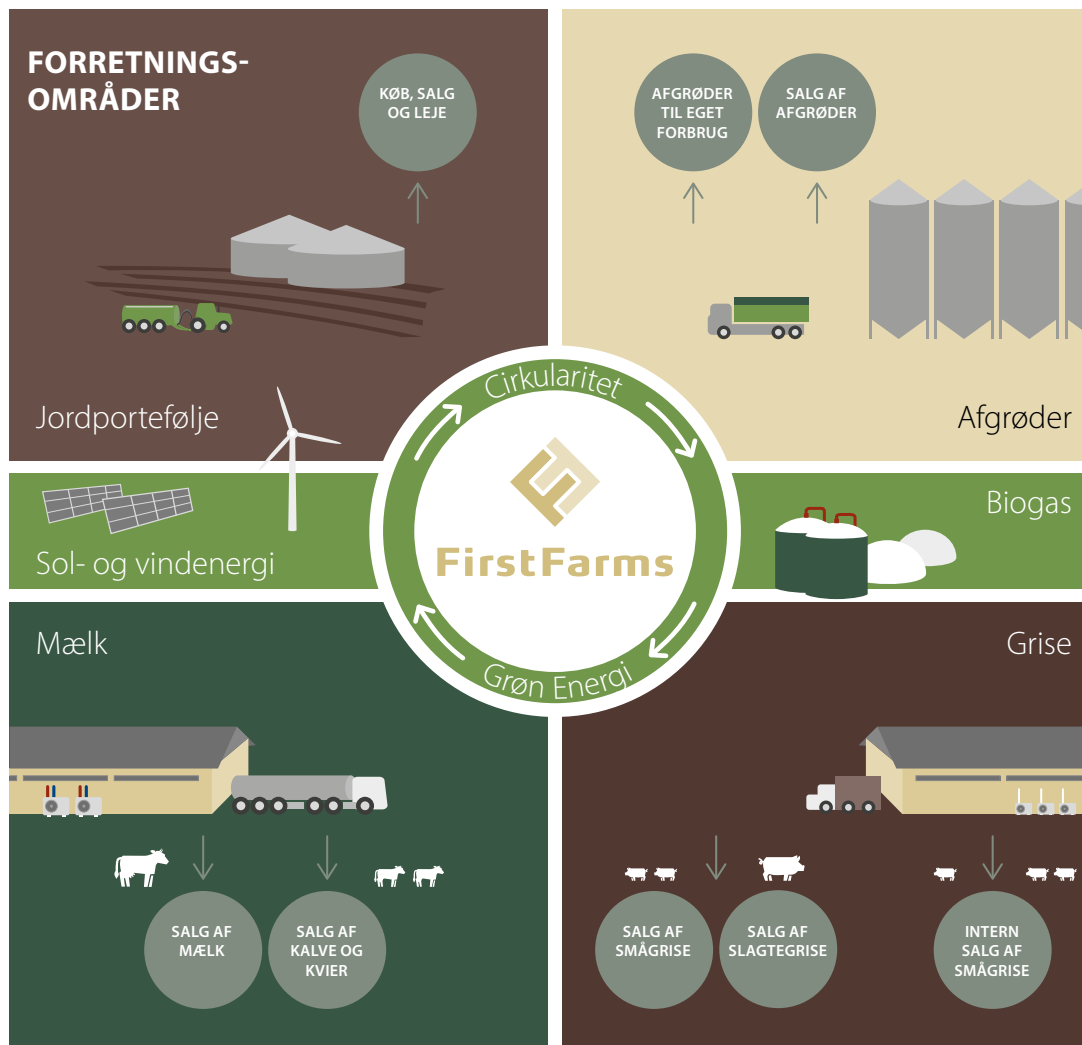 FORRETNINGS-
OMRÅDER
KØB, SALG
OG LEJE
Jordportefølje
AFGRØDER
TIL EGET
FORBRUG
SALG AF
AFGRØDER
Afgrøder
Cirkularitet
FirstFarms
Grøn Energi
Sol- og vindenergi
Biogas
Mælk
SALG AF
MÆLK
SALG AF
KALVE OG
KVIER
Grise
SALG AF
SMÅGRISE
SALG AF
SLAGTEGRISE
INTERN
SALG AF
SMÅGRISE